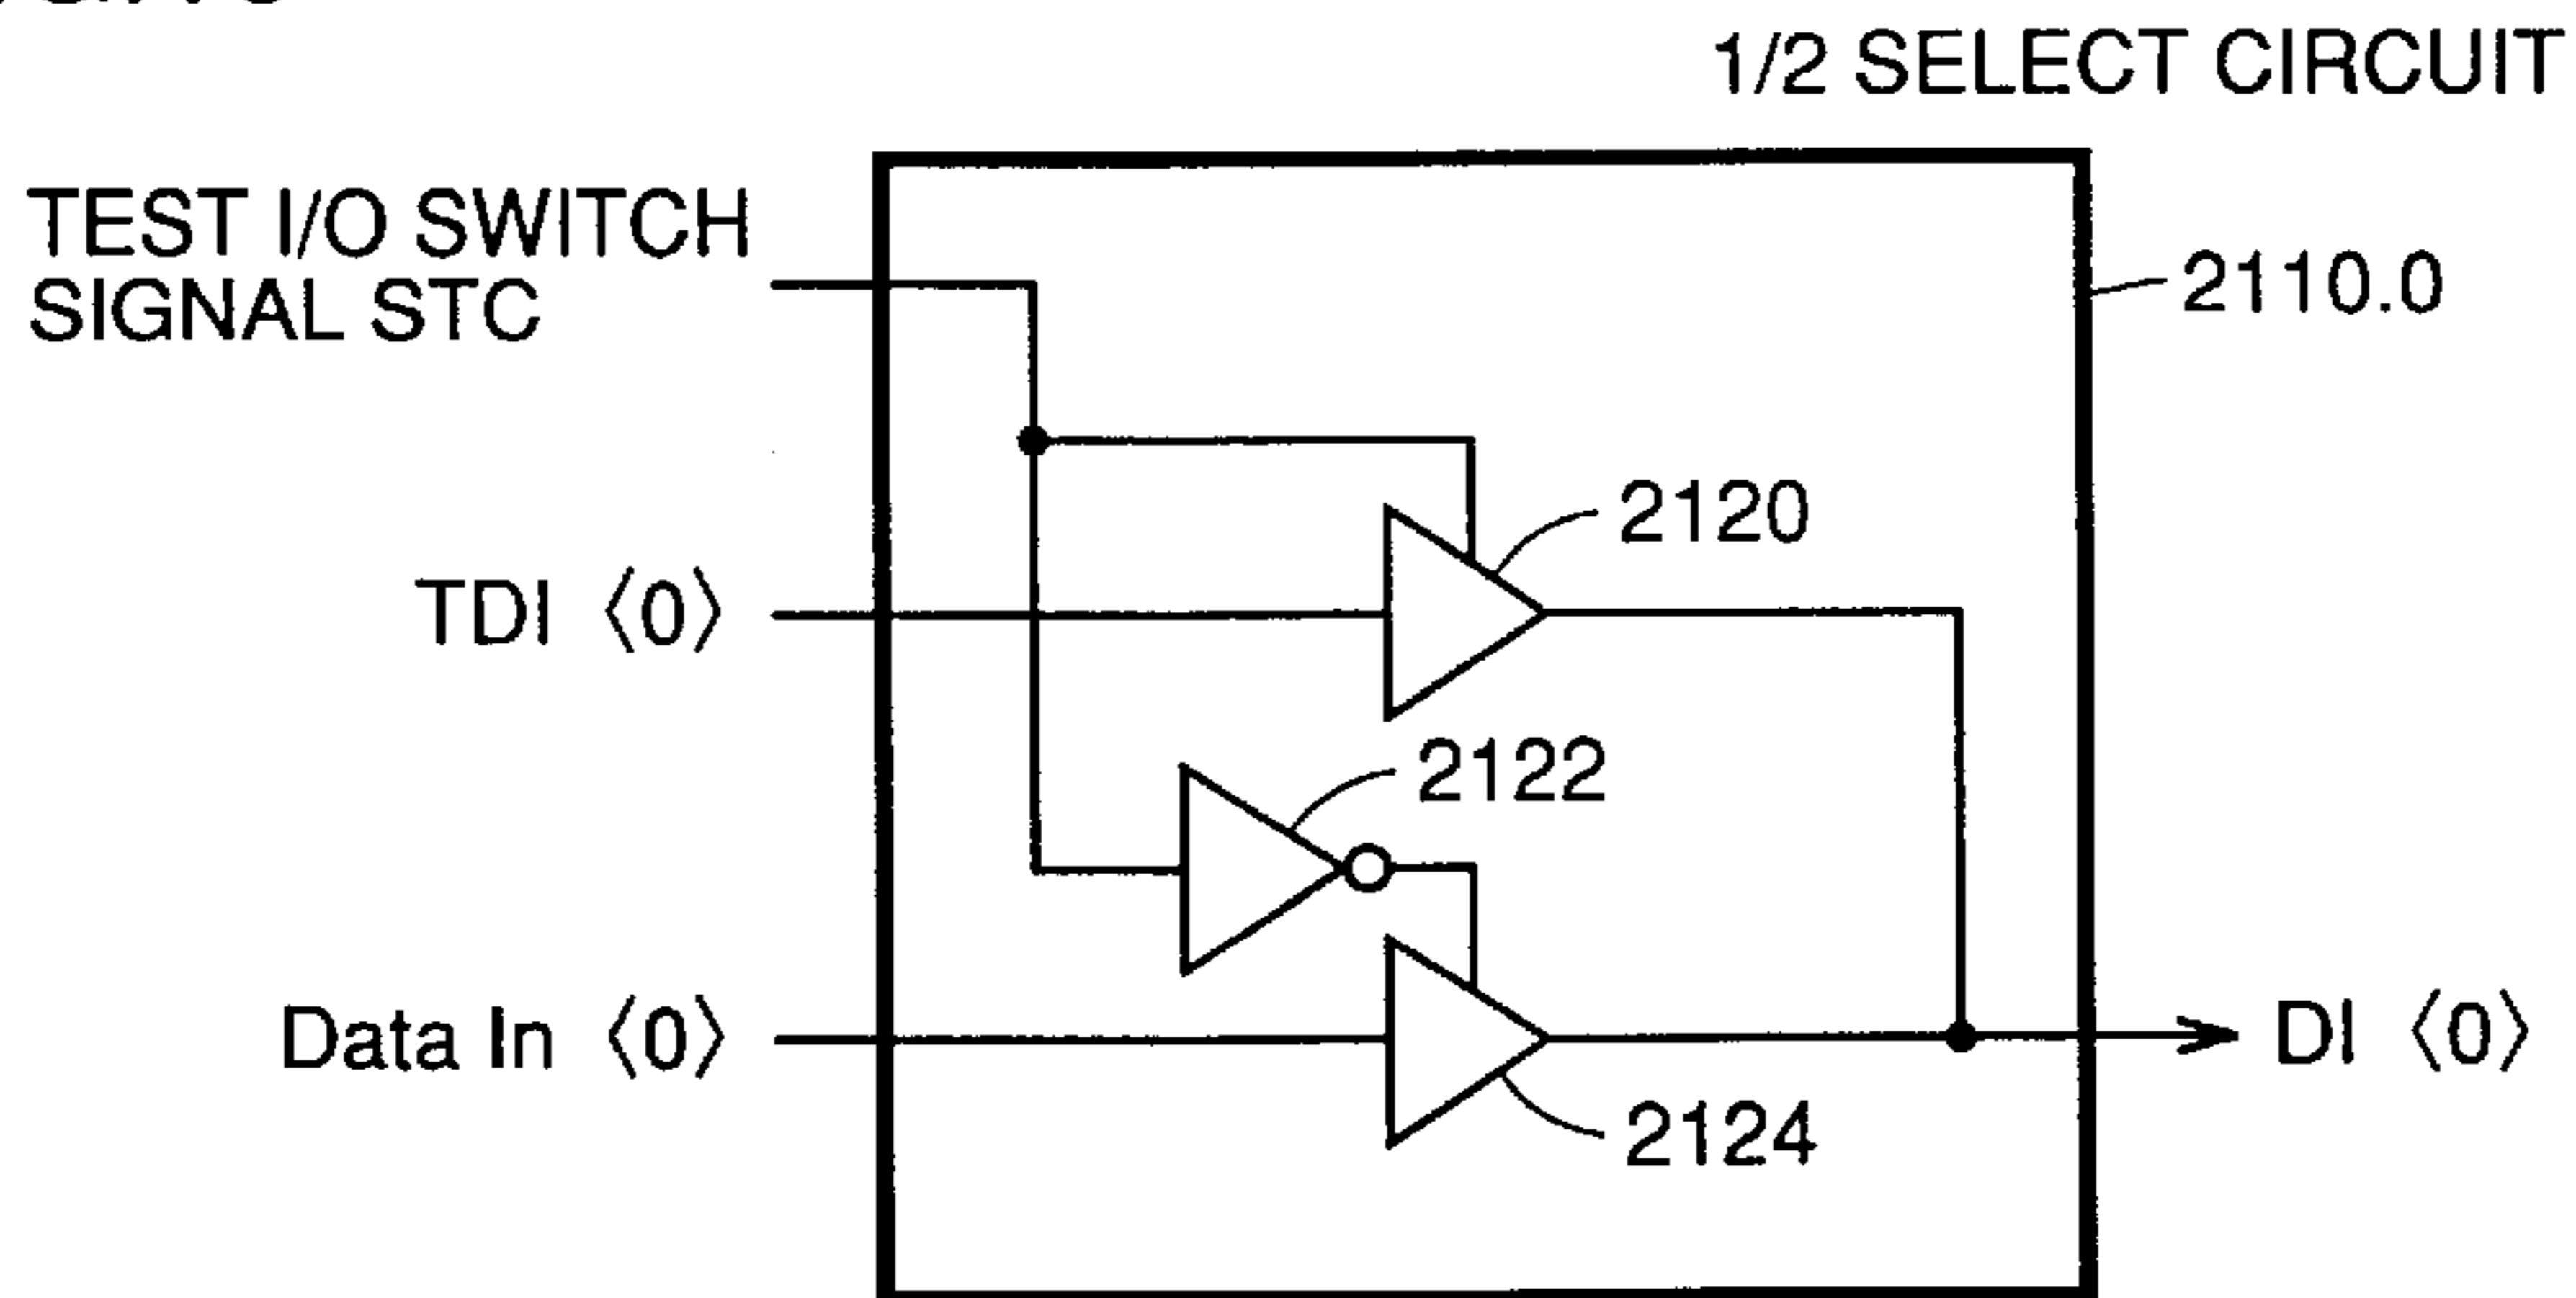 1/2 SELECT CIRCUIT
TEST I/O SWITCH
SIGNAL STC
2110.0
2120
TDI 〈0〉
2122
Data In 〈0〉
DI 〈0〉
2124